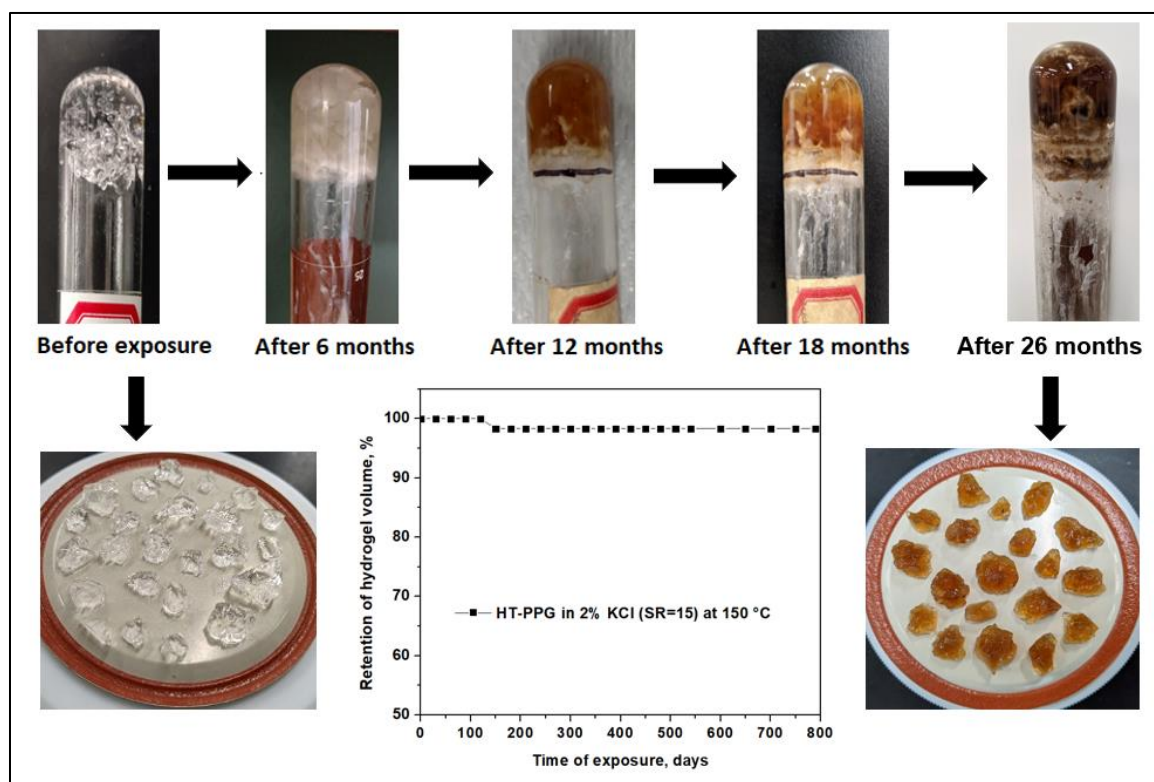 Before exposure
After 6 months
After 12 months
After 18 months
After 26 months
25
Retention of hydrogel volume, %
100
90
80
70
60
50
HT-PPG in 2% KCl (SR=15) at 150 °C
0 100 200 300 400 500 600 700 800
Time of exposure, days